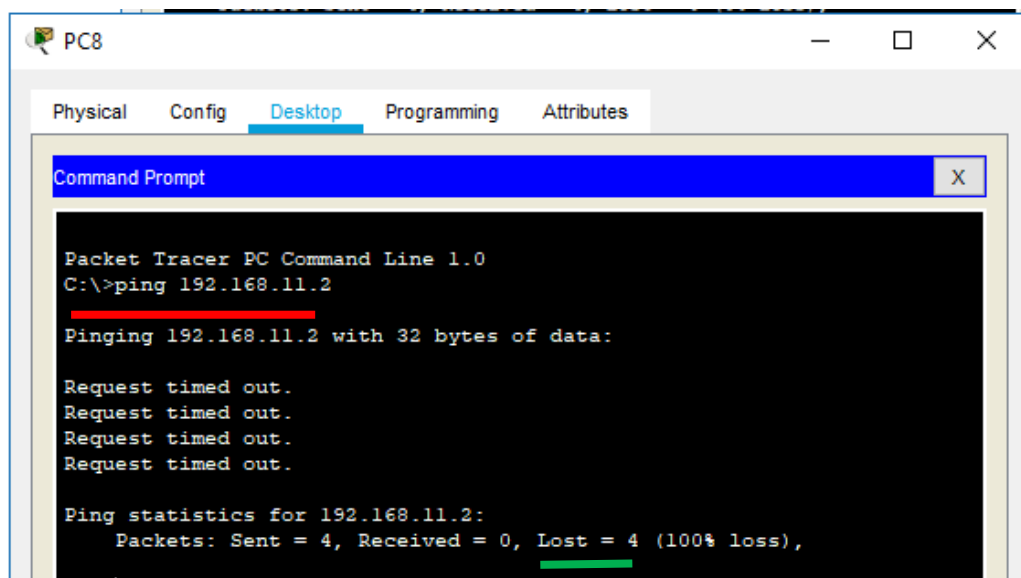 PC8
Physical Config Desktop Programming Attributes
Command Prompt
X
Packet Tracer PC Command Line 1.0
C:\>ping 192.168.11.2
Pinging 192.168.11.2 with 32 bytes of data:
Request timed out.
Request timed out.
Request timed out.
Request timed out.
Ping statistics for 192.168.11.2:
Packets: Sent = 4, Received = 0, Lost = 4 (100% loss),